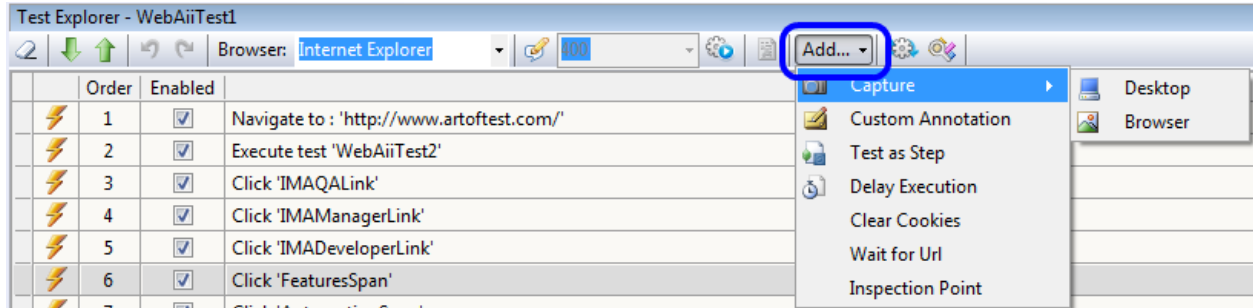 Test Explorer - WebAiiTest1
Browser: Internet Explorer 400 Add...
Order Enabled
Capture
Desktop
1 Navigate to : 'http://www.artoftest.com/'
Custom Annotation
Browser
2 Execute test 'WebAiiTest2'
Test as Step
3 Click 'IMAQALink'
Delay Execution
4 Click 'IMAManagerLink'
Clear Cookies
5 Click 'IMADeveloperLink'
Wait for Url
6 Click 'FeaturesSpan'
Inspection Point